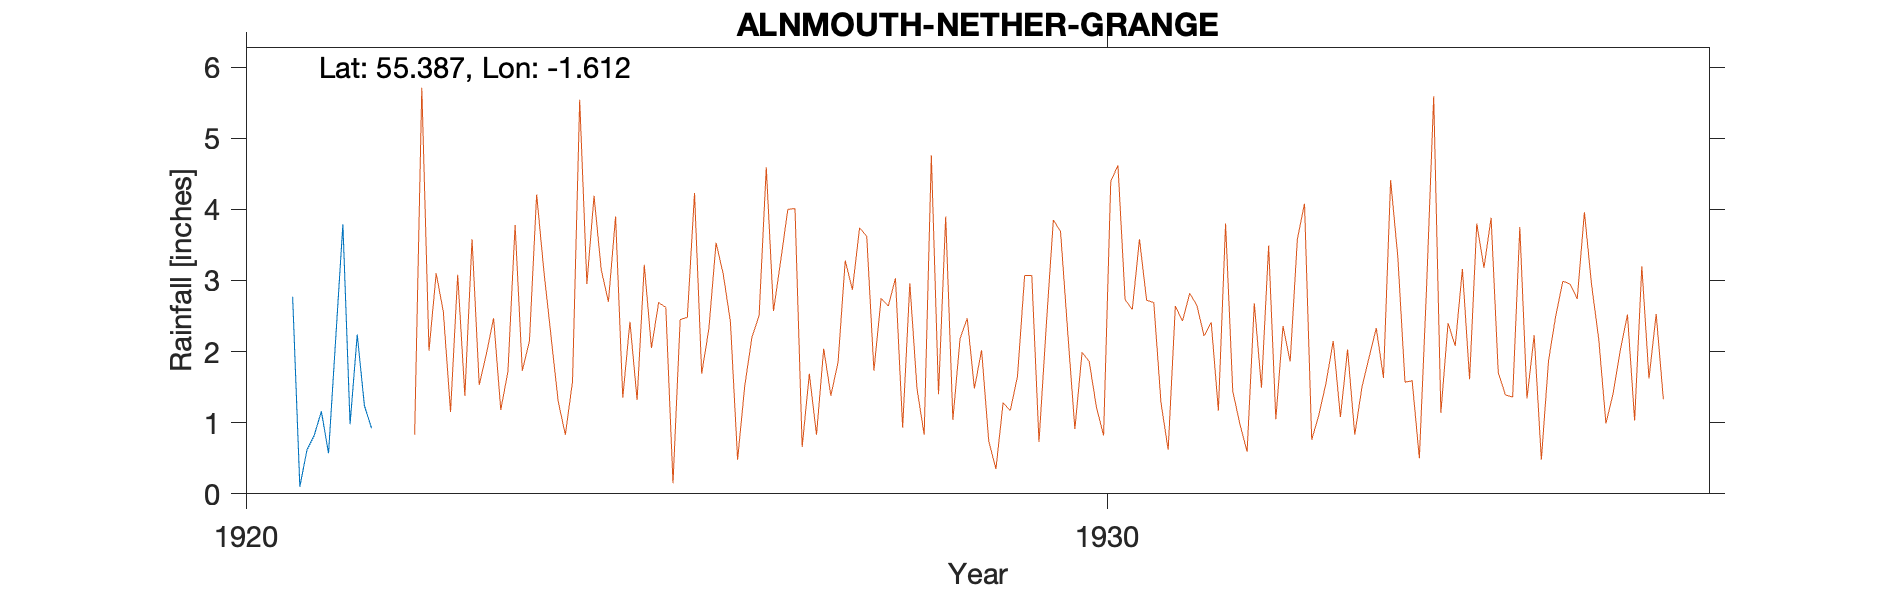 ALNMOUTH-NETHER-GRANGE
Lat: 55.387, Lon: -1.612
6
5
4
3
2
1
0
Rainfall [inches]
1920 1930
Year